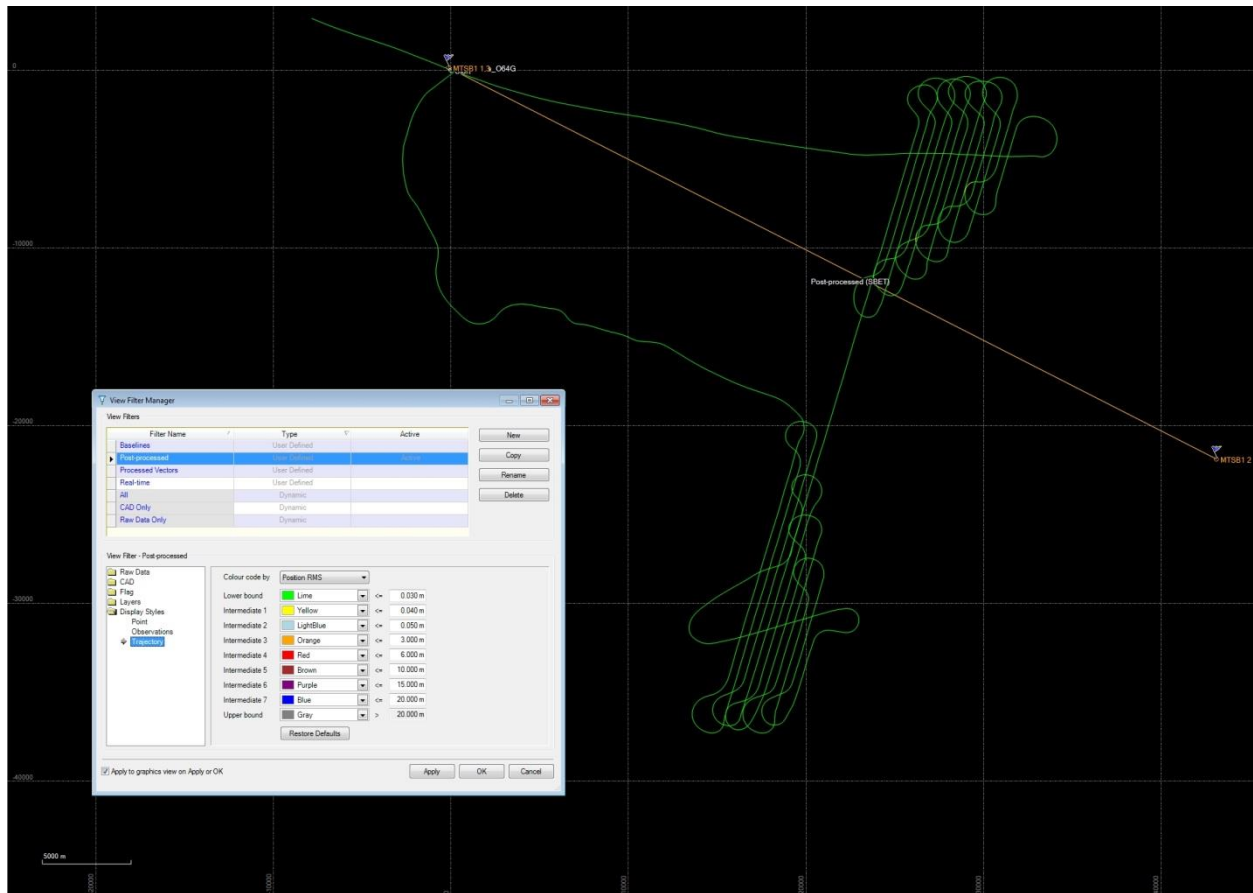 0
MTSB1 1.3 _O64G
-10000
Post-processed (SBET)
-20000
MTSB1 2
-30000
-40000
5000 m
View Filter Manager
View Filters
Filter Name Type Active
Baselines User Defined
Post-processed User Defined Active
Processed Vectors User Defined
Real-time User Defined
All Dynamic
CAD Only Dynamic
Raw Data Only Dynamic
New
Copy
Rename
Delete
View Filter - Post-processed
Raw Data
CAD
Flag
Layers
Display Styles
Point
Observations
Trajectory
Colour code by Position RMS
Lower bound Lime <= 0.030 m
Intermediate 1 Yellow <= 0.040 m
Intermediate 2 LightBlue <= 0.050 m
Intermediate 3 Orange <= 3.000 m
Intermediate 4 Red <= 6.000 m
Intermediate 5 Brown <= 10.000 m
Intermediate 6 Purple <= 15.000 m
Intermediate 7 Blue <= 20.000 m
Upper bound Gray > 20.000 m
Restore Defaults
Apply to graphics view on Apply or OK
Apply OK Cancel